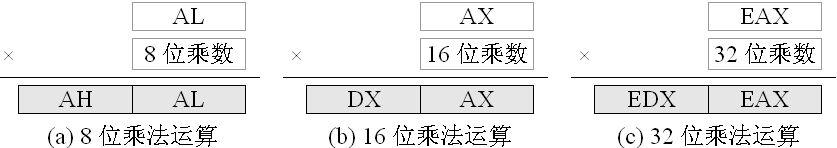 AL AX EAX
× 8 位乘数 × 16 位乘数 × 32 位乘数
AH AL DX AX EDX EAX
(a) 8 位乘法运算 (b) 16 位乘法运算 (c) 32 位乘法运算